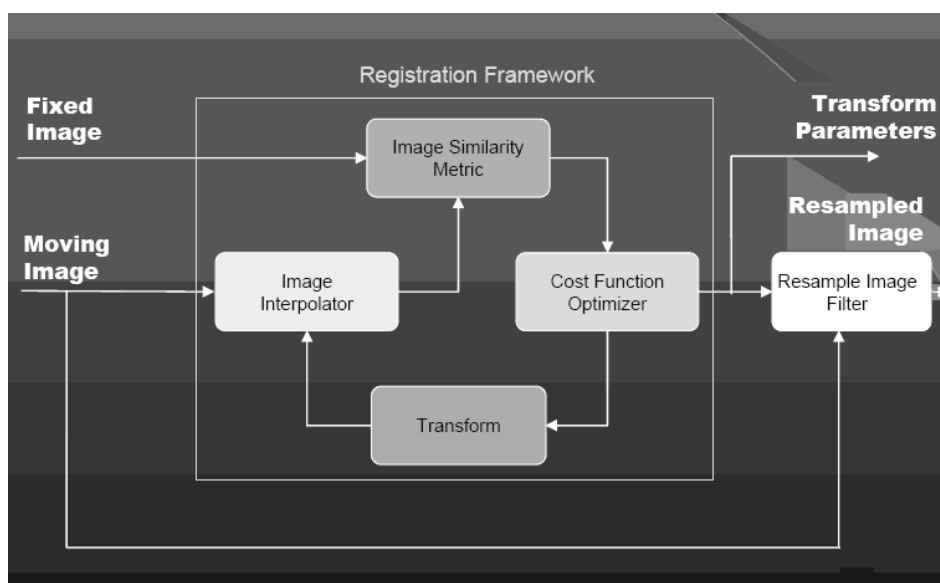 Registration Framework
Fixed
Image
Transform
Parameters
Image Similarity
Metric
Resampled
Image
Moving
Image
Image
Interpolator
Cost Function
Optimizer
Resample Image
Filter
Transform